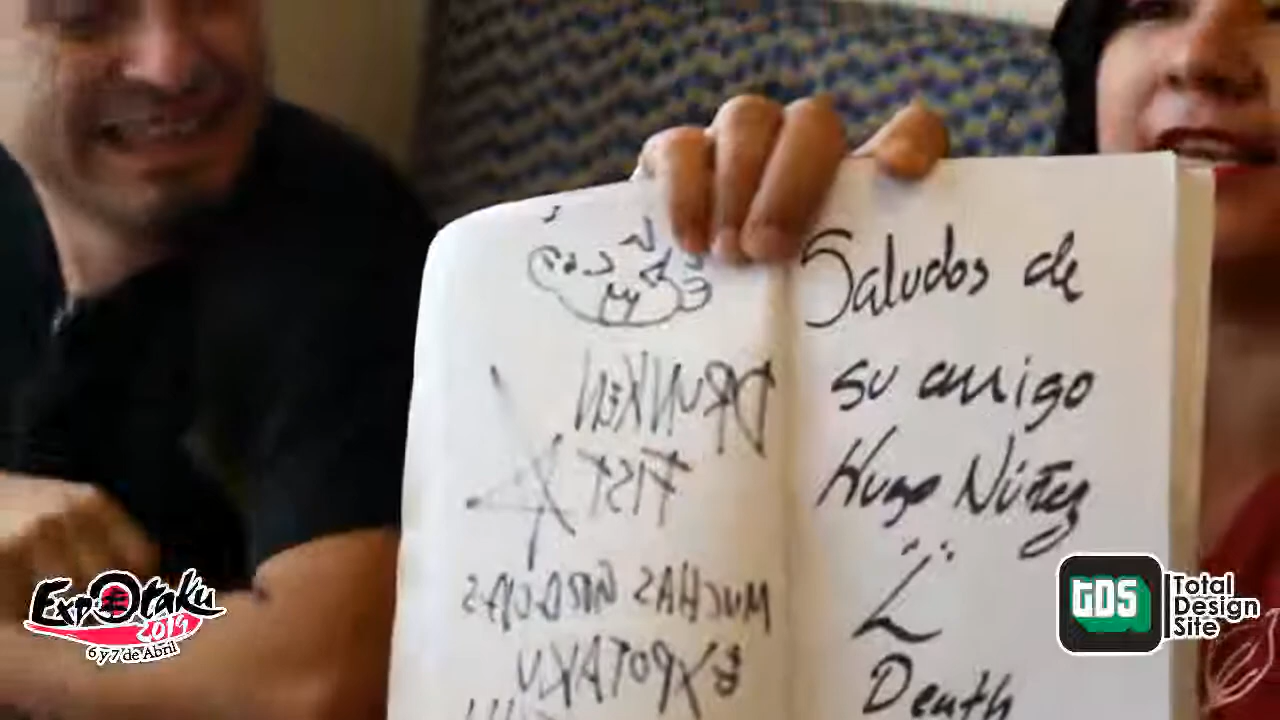 Saludos de
su amigo
Hugo Núñez
L
Death
DRUNKEN
FIST
MUCHAS GRACIAS
EXPOTAKU
ExpOtaku
2019
6 y 7 de Abril
TDS
Total
Design
Site